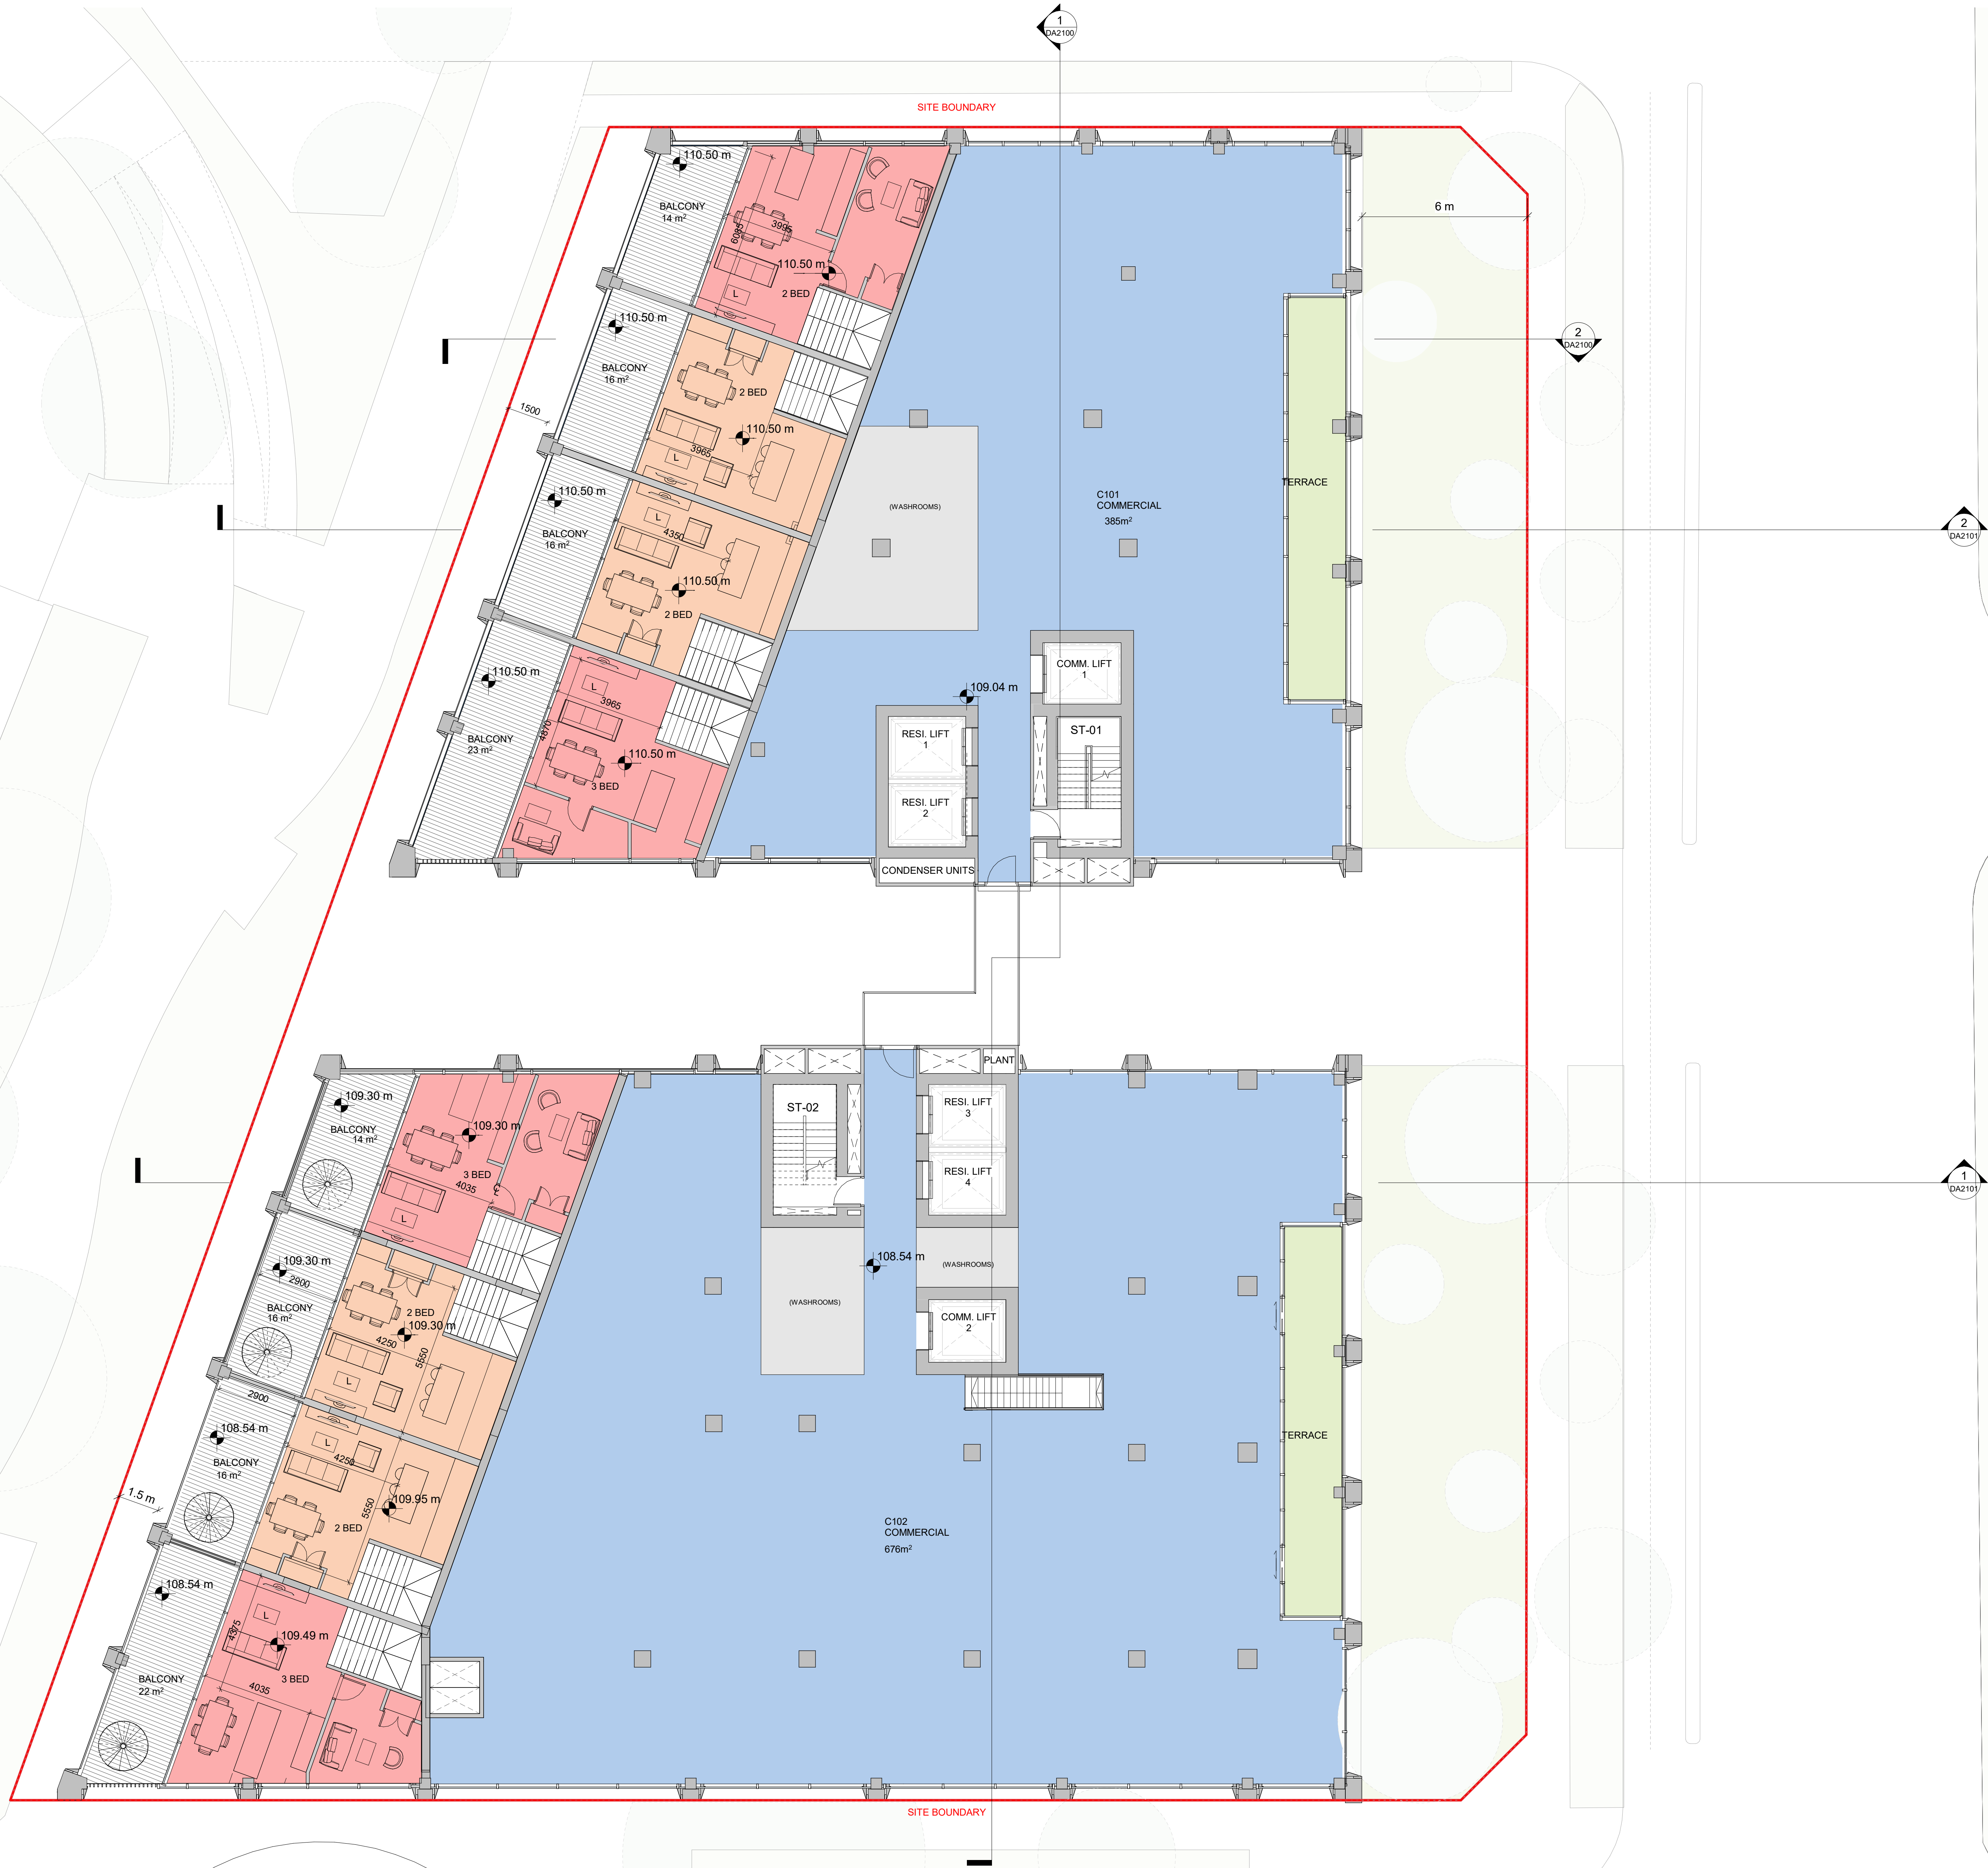 1
DA2100
SITE BOUNDARY
110.50 m
BALCONY
14 m²
6085
3995
110.50 m
2 BED
L
6 m
110.50 m
BALCONY
16 m²
2 BED
110.50 m
3965
L
1500
2
DA2100
110.50 m
BALCONY
16 m²
L
4350
110.50 m
2 BED
(WASHROOMS)
C101
COMMERCIAL
385m²
TERRACE
2
DA2101
110.50 m
BALCONY
23 m²
L
3965
4870
110.50 m
3 BED
109.04 m
COMM. LIFT
1
RESI. LIFT
1
RESI. LIFT
2
ST-01
CONDENSER UNITS
PLANT
109.30 m
BALCONY
14 m²
109.30 m
3 BED
4035
L
ST-02
RESI. LIFT
3
RESI. LIFT
4
1
DA2101
109.30 m
2900
BALCONY
16 m²
2 BED
109.30 m
4250
5550
L
108.54 m
(WASHROOMS)
(WASHROOMS)
COMM. LIFT
2
2900
108.54 m
BALCONY
16 m²
L
4250
109.95 m
5550
2 BED
1.5 m
TERRACE
C102
COMMERCIAL
676m²
108.54 m
BALCONY
22 m²
L
4375
109.49 m
3 BED
4035
SITE BOUNDARY